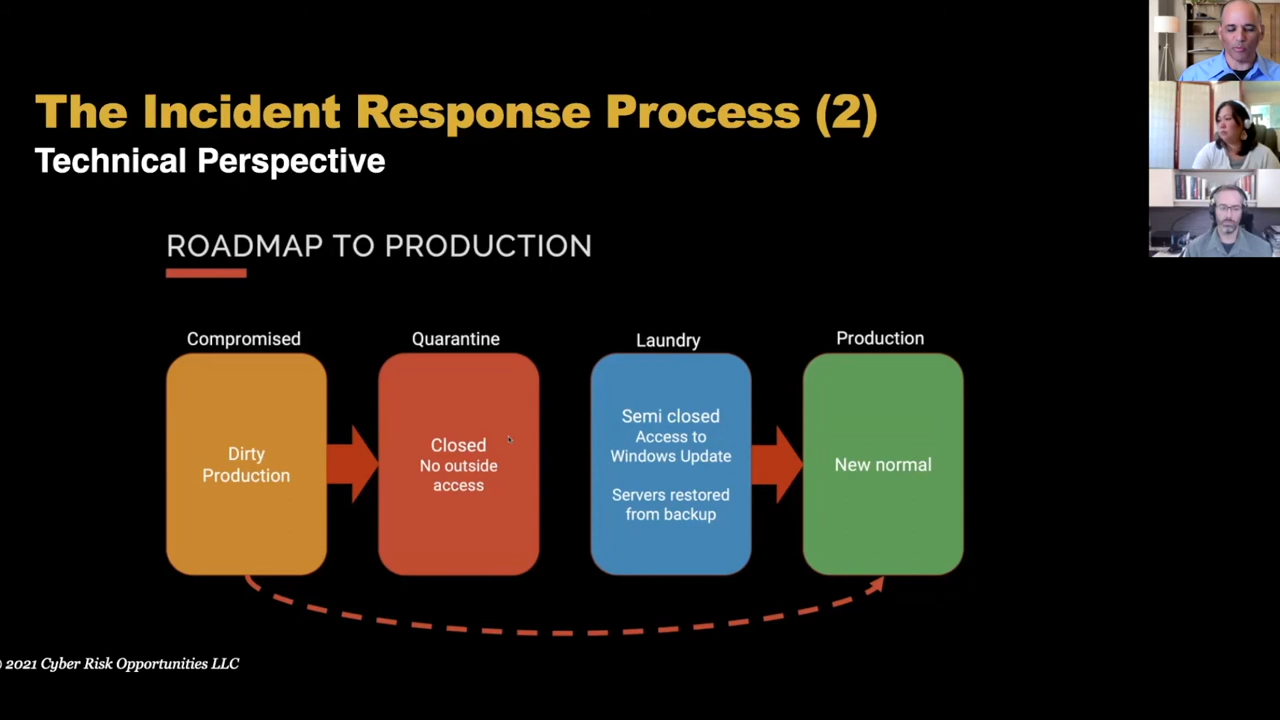 The Incident Response Process (2)
Technical Perspective
ROADMAP TO PRODUCTION
Compromised
Quarantine
Laundry
Production
Dirty
Production
Closed
No outside
access
Semi closed
Access to
Windows Update
Servers restored
from backup
New normal
2021 Cyber Risk Opportunities LLC